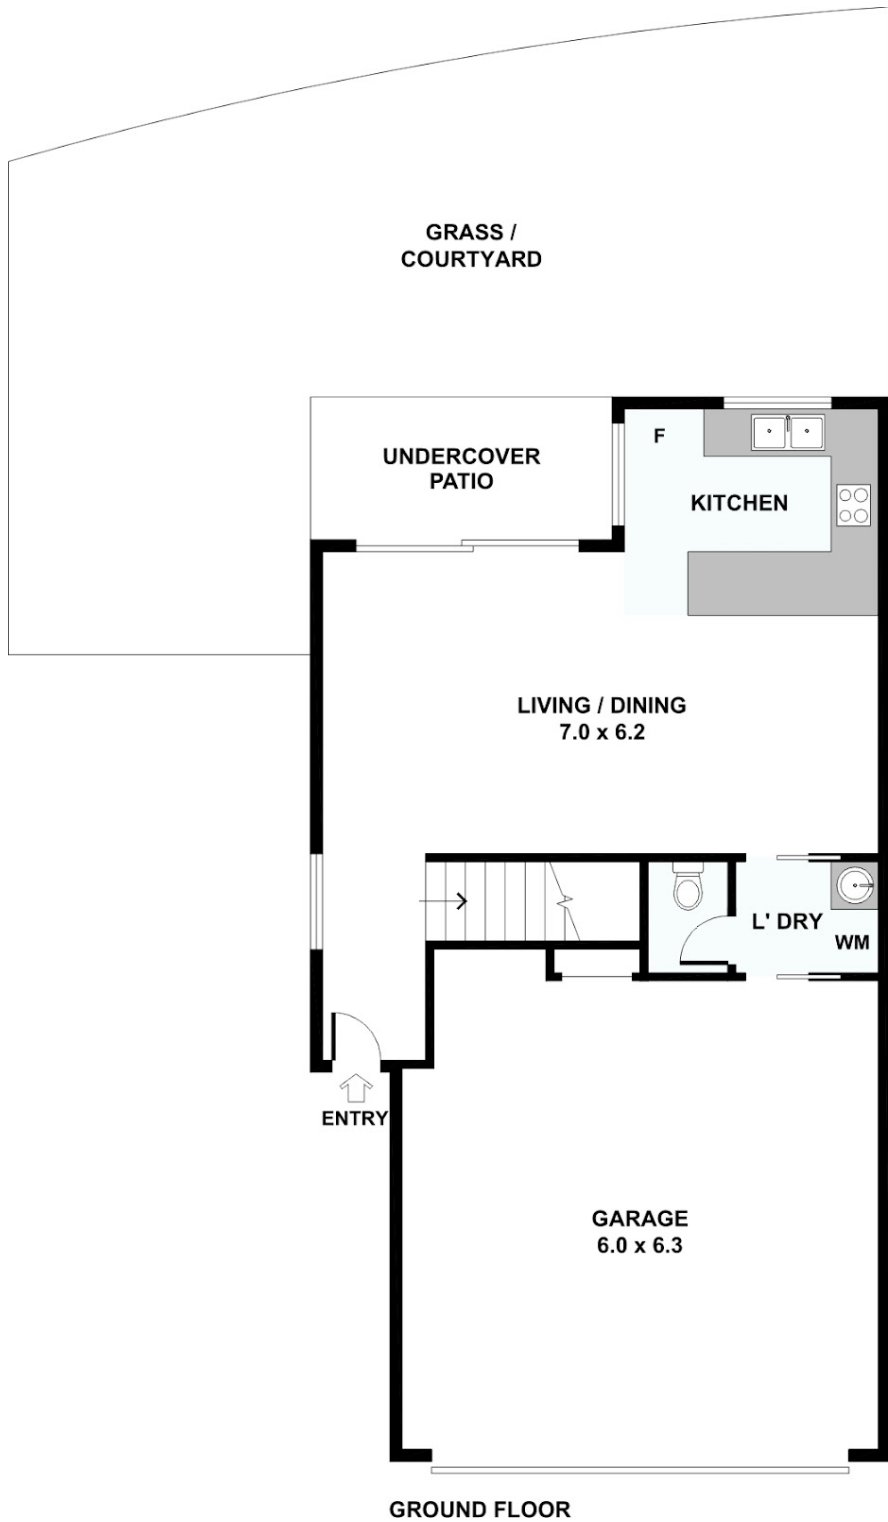 GRASS /
COURTYARD
UNDERCOVER
PATIO
F
KITCHEN
LIVING / DINING
7.0 x 6.2
L' DRY
WM
ENTRY
GARAGE
6.0 x 6.3
GROUND FLOOR